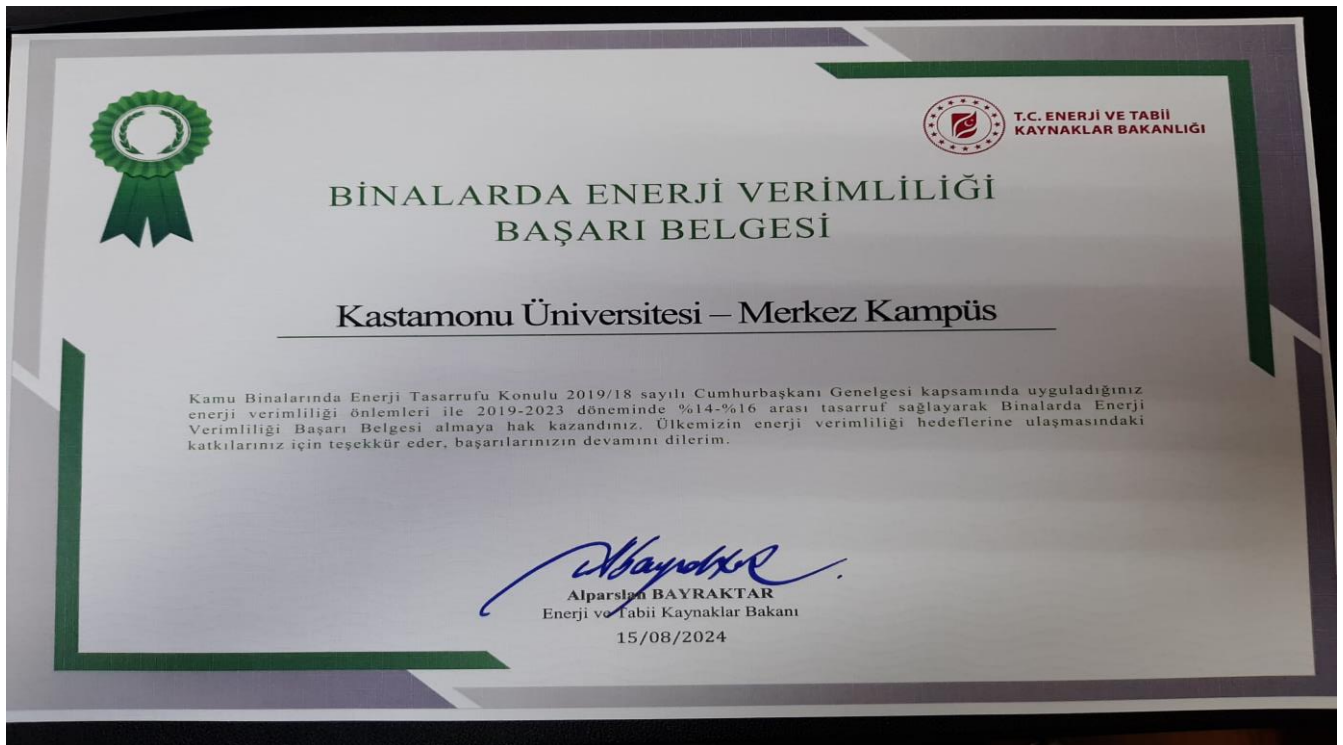 T.C. ENERJİ VE TABİİ
KAYNAKLAR BAKANLIĞI
BİNALARDA ENERJİ VERİMLİLİĞİ
BAŞARI BELGESİ
Kastamonu Üniversitesi – Merkez Kampüs
Kamu Binalarında Enerji Tasarrufu Konulu 2019/18 sayılı Cumhurbaşkanı Genelgesi kapsamında uyguladığınız
enerji verimliliği önlemleri ile 2019-2023 döneminde %14-%16 arası tasarruf sağlayarak Binalarda Enerji
Verimliliği Başarı Belgesi almaya hak kazandınız. Ülkemizin enerji verimliliği hedeflerine ulaşmasındaki
katkılarınız için teşekkür eder, başarılarınızın devamını dilerim.
Alparslan BAYRAKTAR
Enerji ve Tabii Kaynaklar Bakanı
15/08/2024